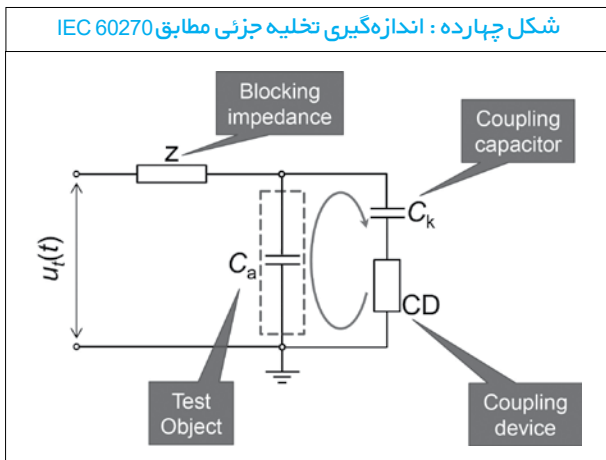 شکل چهارده : اندازه‌گیری تخلیه جزئی مطابق IEC 60270
Blocking
impedance
Coupling
capacitor
Z
Cₖ
Cₐ
u_f(t)
CD
Test
Object
Coupling
device